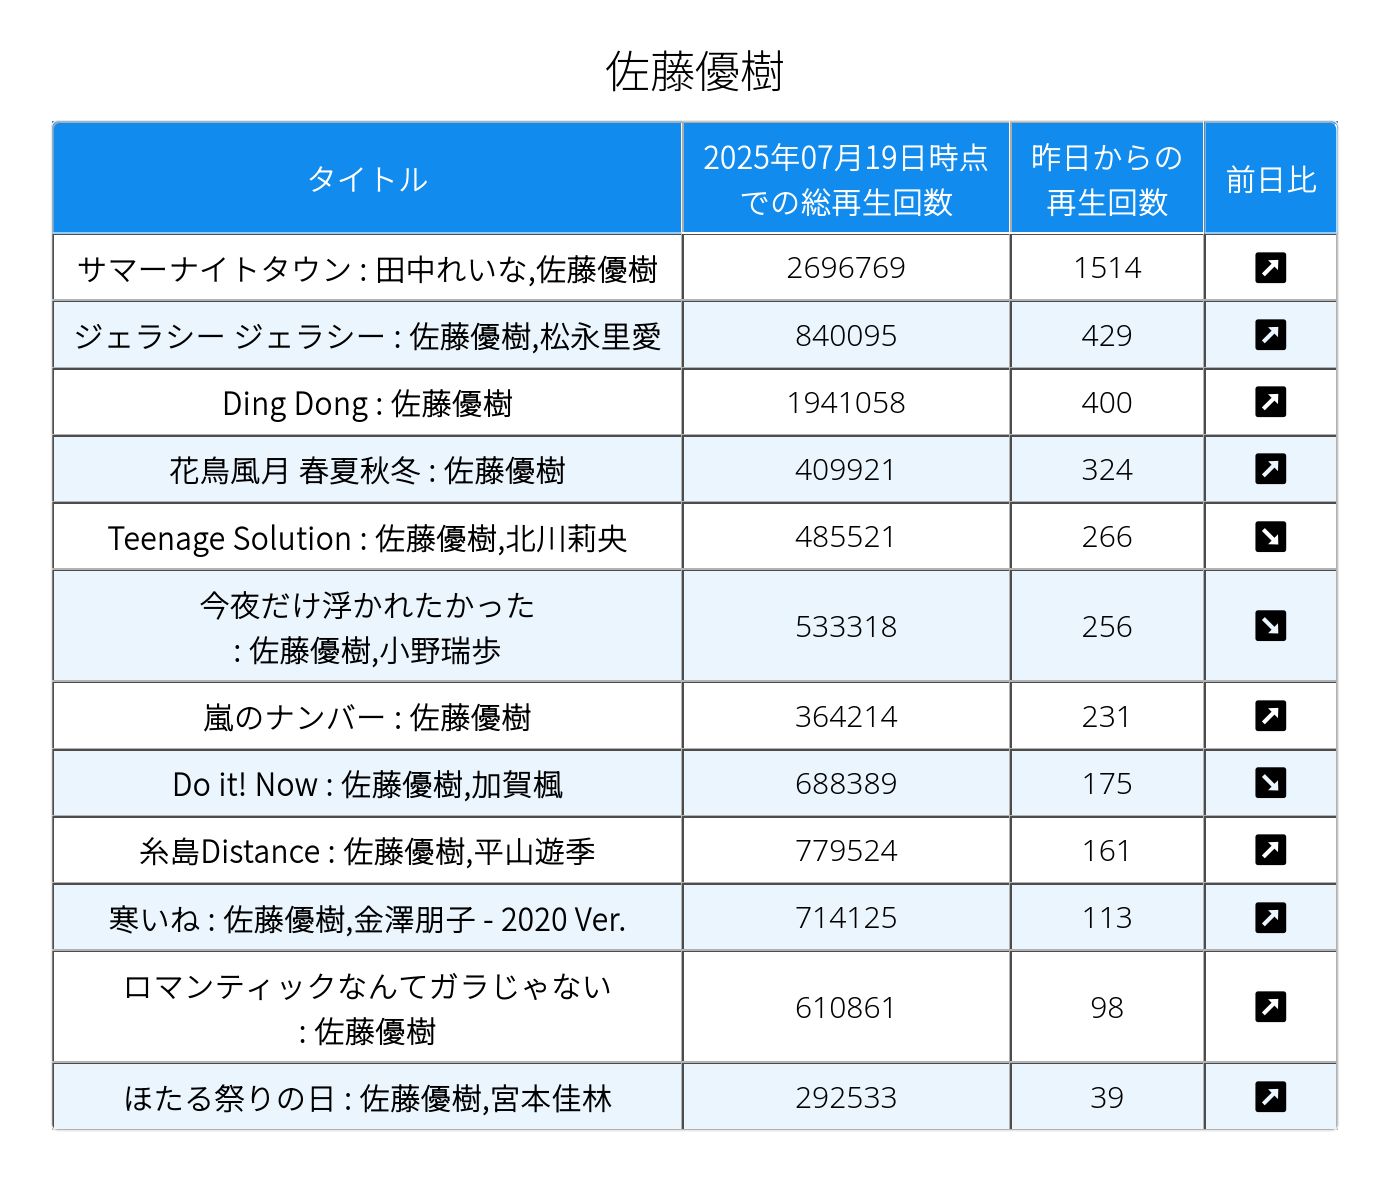 佐藤優樹
タイトル
2025年07月19日時点
での総再生回数
昨日からの
再生回数
前日比
サマーナイトタウン : 田中れいな,佐藤優樹 2696769 1514
ジェラシー ジェラシー : 佐藤優樹,松永里愛 840095 429
Ding Dong : 佐藤優樹 1941058 400
花鳥風月 春夏秋冬 : 佐藤優樹 409921 324
Teenage Solution : 佐藤優樹,北川莉央 485521 266
今夜だけ浮かれたかった
: 佐藤優樹,小野瑞歩 533318 256
嵐のナンバー : 佐藤優樹 364214 231
Do it! Now : 佐藤優樹,加賀楓 688389 175
糸島Distance : 佐藤優樹,平山遊季 779524 161
寒いね : 佐藤優樹,金澤朋子 - 2020 Ver. 714125 113
ロマンティックなんてガラじゃない
: 佐藤優樹 610861 98
ほたる祭りの日 : 佐藤優樹,宮本佳林 292533 39